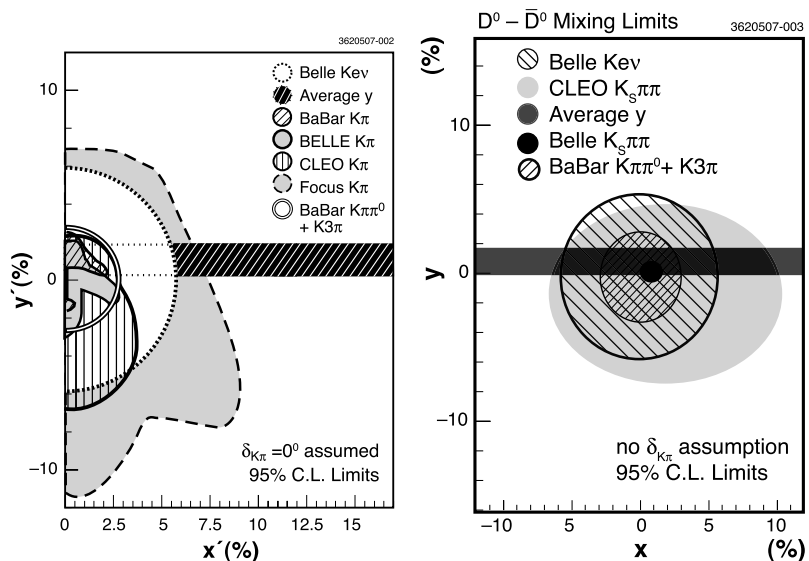 3620507-002
Belle Keν
Average y
BaBar Kπ
BELLE Kπ
CLEO Kπ
Focus Kπ
BaBar Kππ⁰
+ K3π
10
0
−10
y´(%)
δKπ =0⁰ assumed
95% C.L. Limits
0 2.5 5 7.5 10 12.5 15
x´(%)
D⁰ – D̅⁰ Mixing Limits
3620507-003
(%)
Belle Keν
CLEO KSππ
Average y
Belle KSππ
BaBar Kππ⁰+ K3π
10
0
−10
y
no δKπ assumption
95% C.L. Limits
−10 5 0 5 10
x (%)